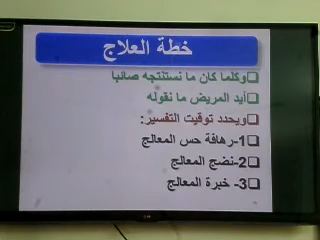 خطة العلاج
وكلما كان ما نستنتجه صائبا
أيد المريض ما نقوله
ويحدد توقيت التفسير:
1-رهافة حس المعالج
2-نضج المعالج
3- خبرة المعالج